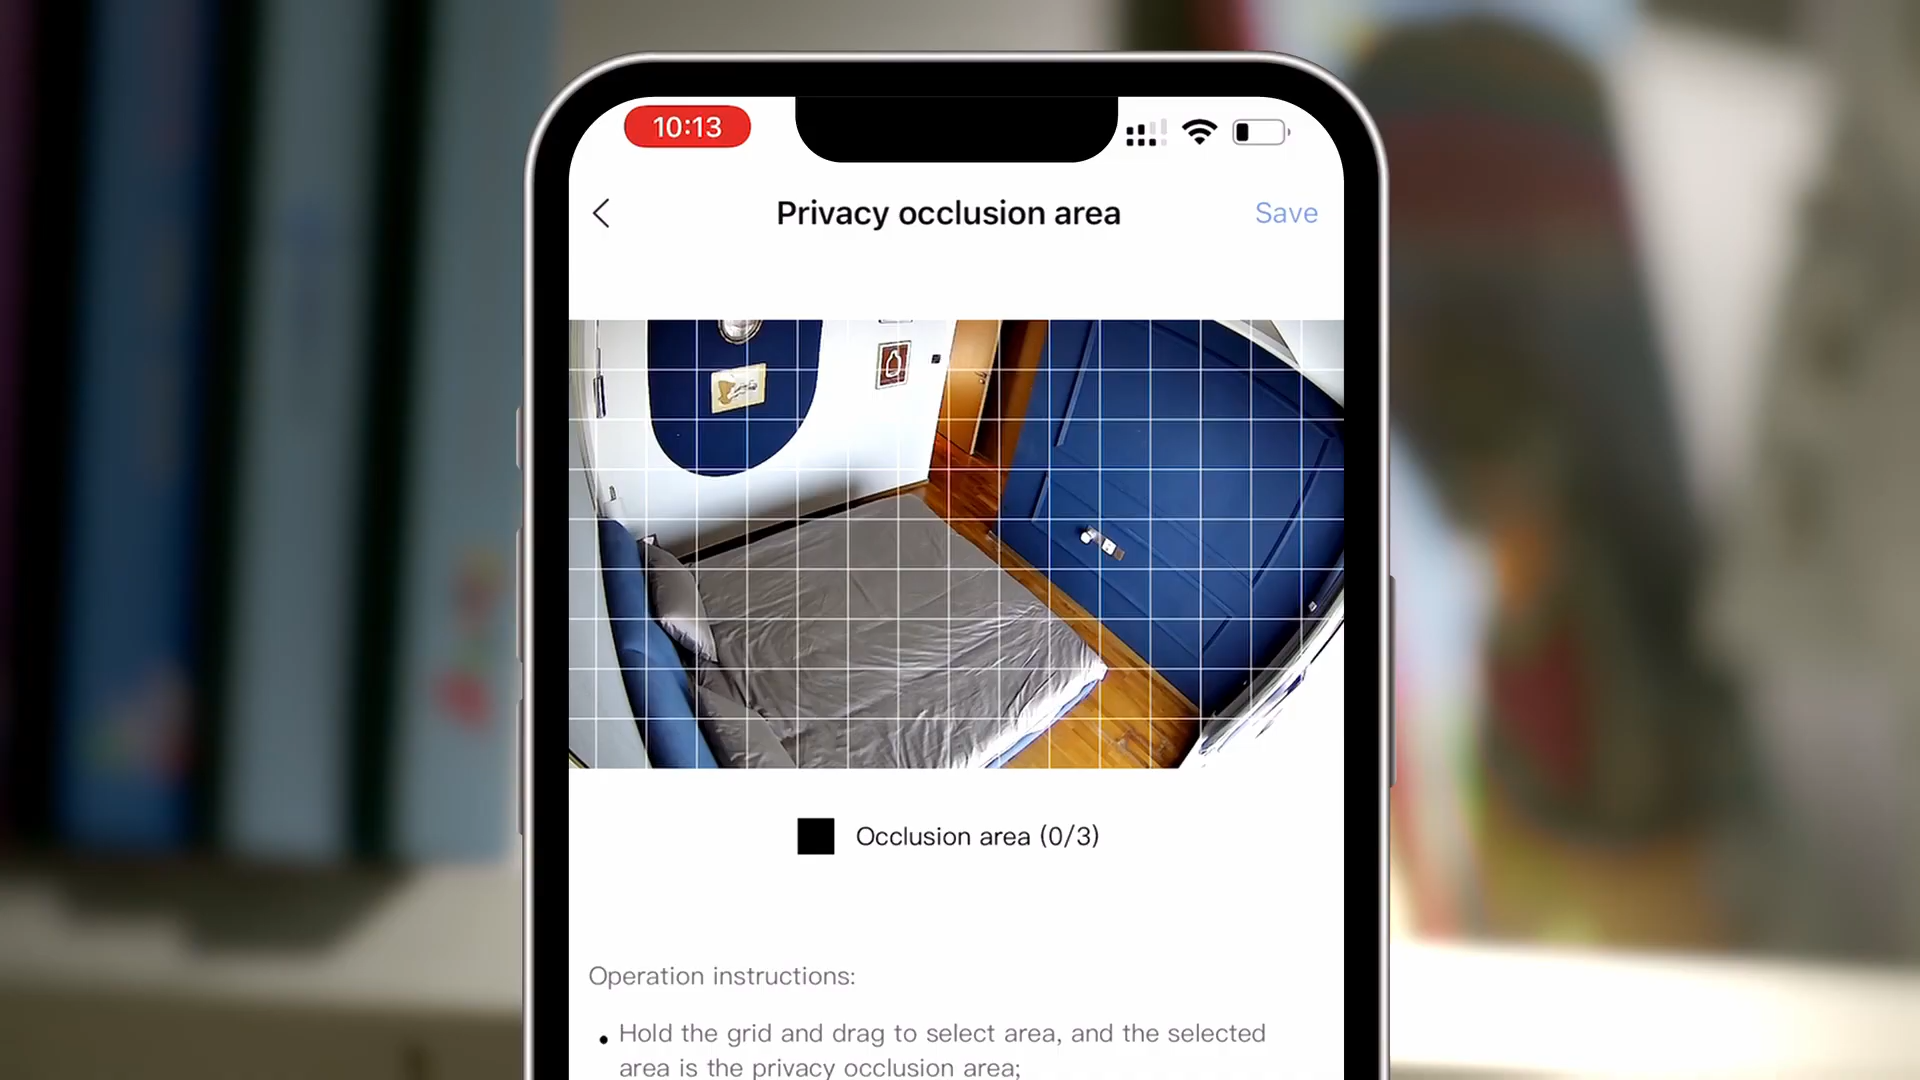 10:13
Privacy occlusion area
Save
Occlusion area (0/3)
Operation instructions:
• Hold the grid and drag to select area, and the selected
area is the privacy occlusion area;